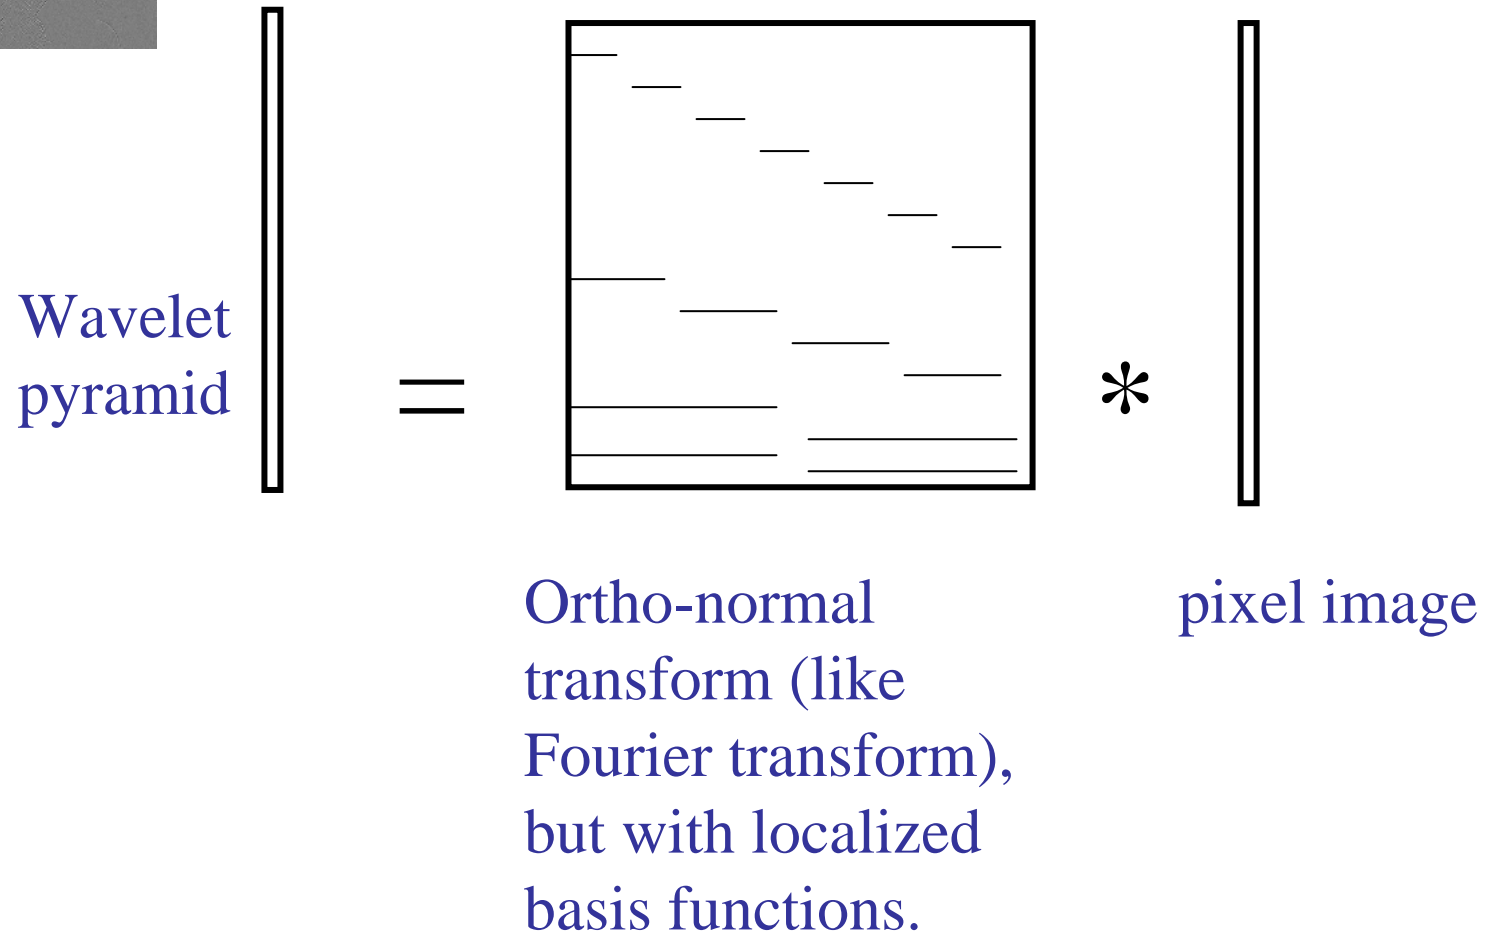 Wavelet
pyramid
=
*
Ortho-normal
transform (like
Fourier transform),
but with localized
basis functions.
pixel image